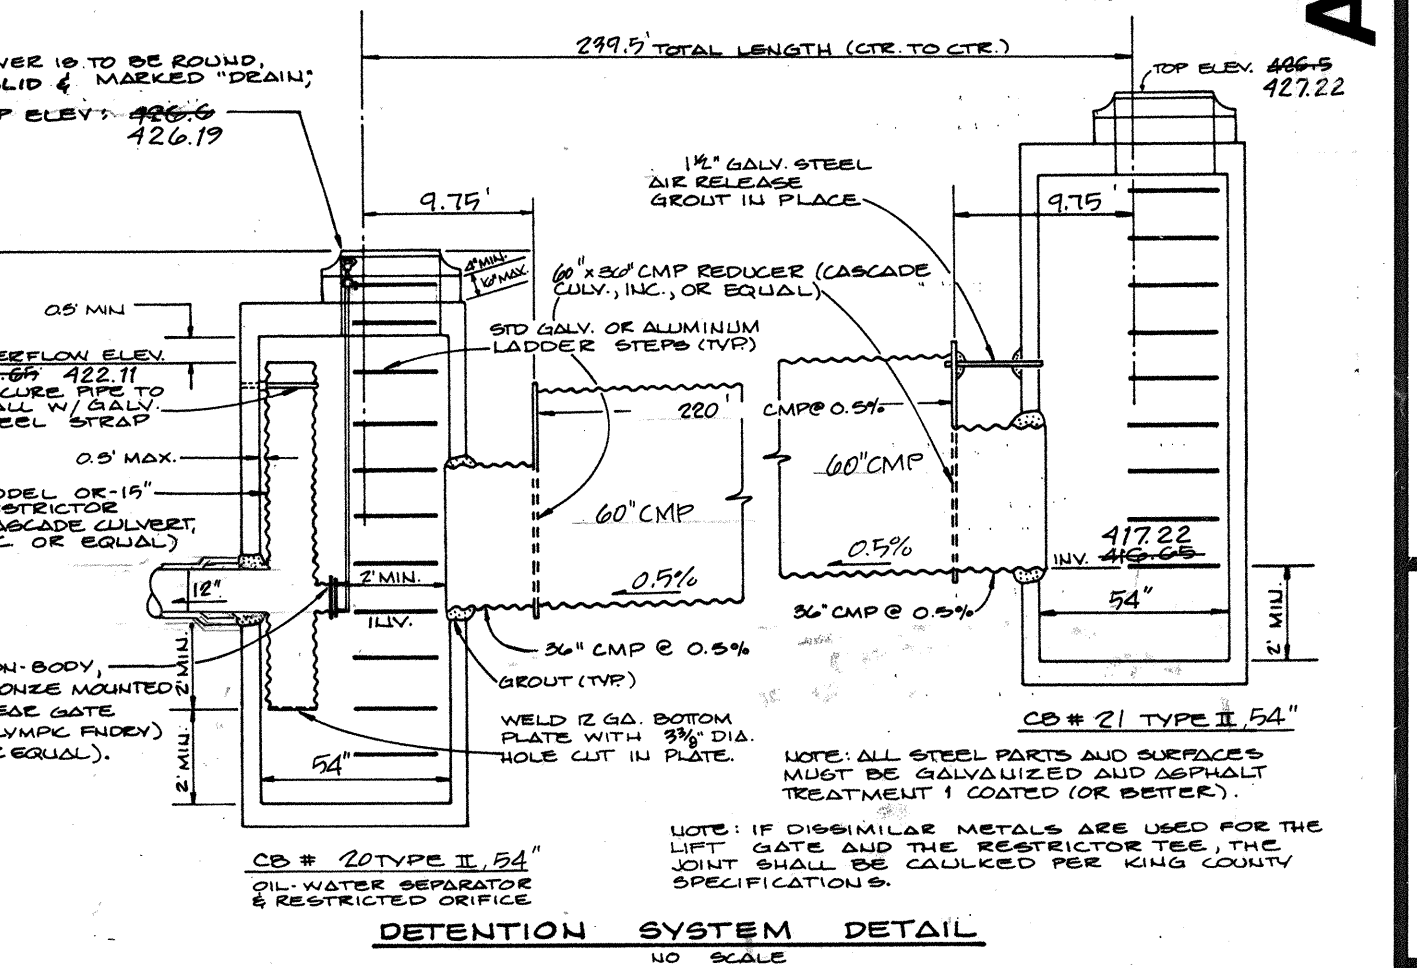 239.5' TOTAL LENGTH (CTR. TO CTR.)
VER IS TO BE ROUND,
LID & MARKED "DRAIN,"
P ELEV: 426.6
426.19
TOP ELEV. 426.5
427.22
A
1½" GALV. STEEL
AIR RELEASE
GROUT IN PLACE
9.75'
9.75'
4" MIN.
16" MAX.
60" x 36" CMP REDUCER (CASCADE
CULV., INC., OR EQUAL)
0.5' MIN
STD GALV. OR ALUMINUM
LADDER STEPS (TYP.)
ERFLOW ELEV.
422.11
CURE PIPE TO
ALL W/ GALV.
EEL STRAP
220'
CMP @ 0.5%
0.5' MAX.
60" CMP
60" CMP
ODEL OR-15"
STRICTOR
ASCADE CULVERT,
C. OR EQUAL)
12"
2' MIN.
0.5%
0.5%
417.22
INV. 416.65
54"
2' MIN.
INV.
36" CMP @ 0.5%
36" CMP @ 0.5%
2' MIN.
ON-BODY,
ONZE MOUNTED
EAR GATE
LYMPIC FNDRY)
EQUAL).
GROUT (TYP.)
2' MIN.
54"
WELD 12 GA. BOTTOM
PLATE WITH 3⅜" DIA.
HOLE CUT IN PLATE.
CB # 21 TYPE II, 54"
NOTE: ALL STEEL PARTS AND SURFACES
MUST BE GALVANIZED AND ASPHALT
TREATMENT 1 COATED (OR BETTER).
NOTE: IF DISSIMILAR METALS ARE USED FOR THE
LIFT GATE AND THE RESTRICTOR TEE, THE
JOINT SHALL BE CAULKED PER KING COUNTY
SPECIFICATIONS.
CB # 20 TYPE II, 54"
OIL-WATER SEPARATOR
& RESTRICTED ORIFICE
DETENTION SYSTEM DETAIL
NO SCALE